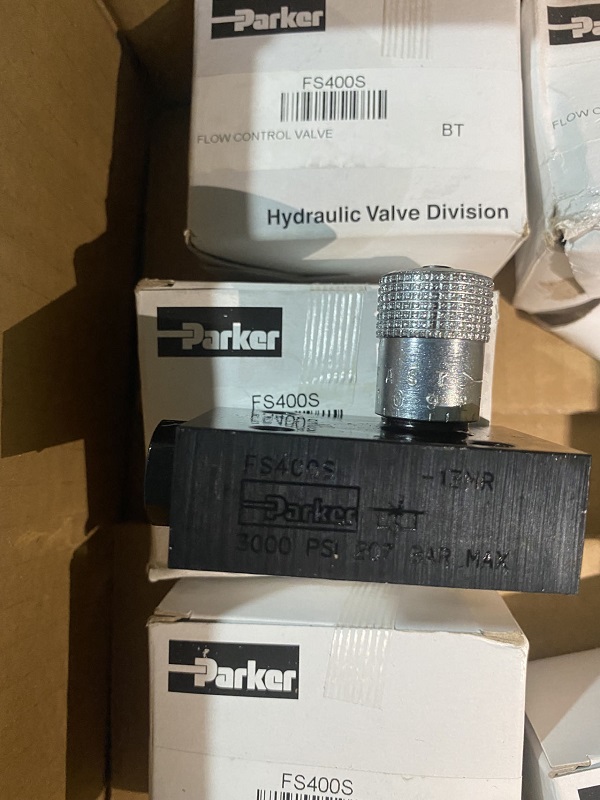 Parker
FS400S
FLOW CONTROL VALVE
BT
Hydraulic Valve Division
FLOW
Parker
FS400S
FS400S
-13MR
Parker
3000 PSI 207 BAR MAX
Parker
FS400S